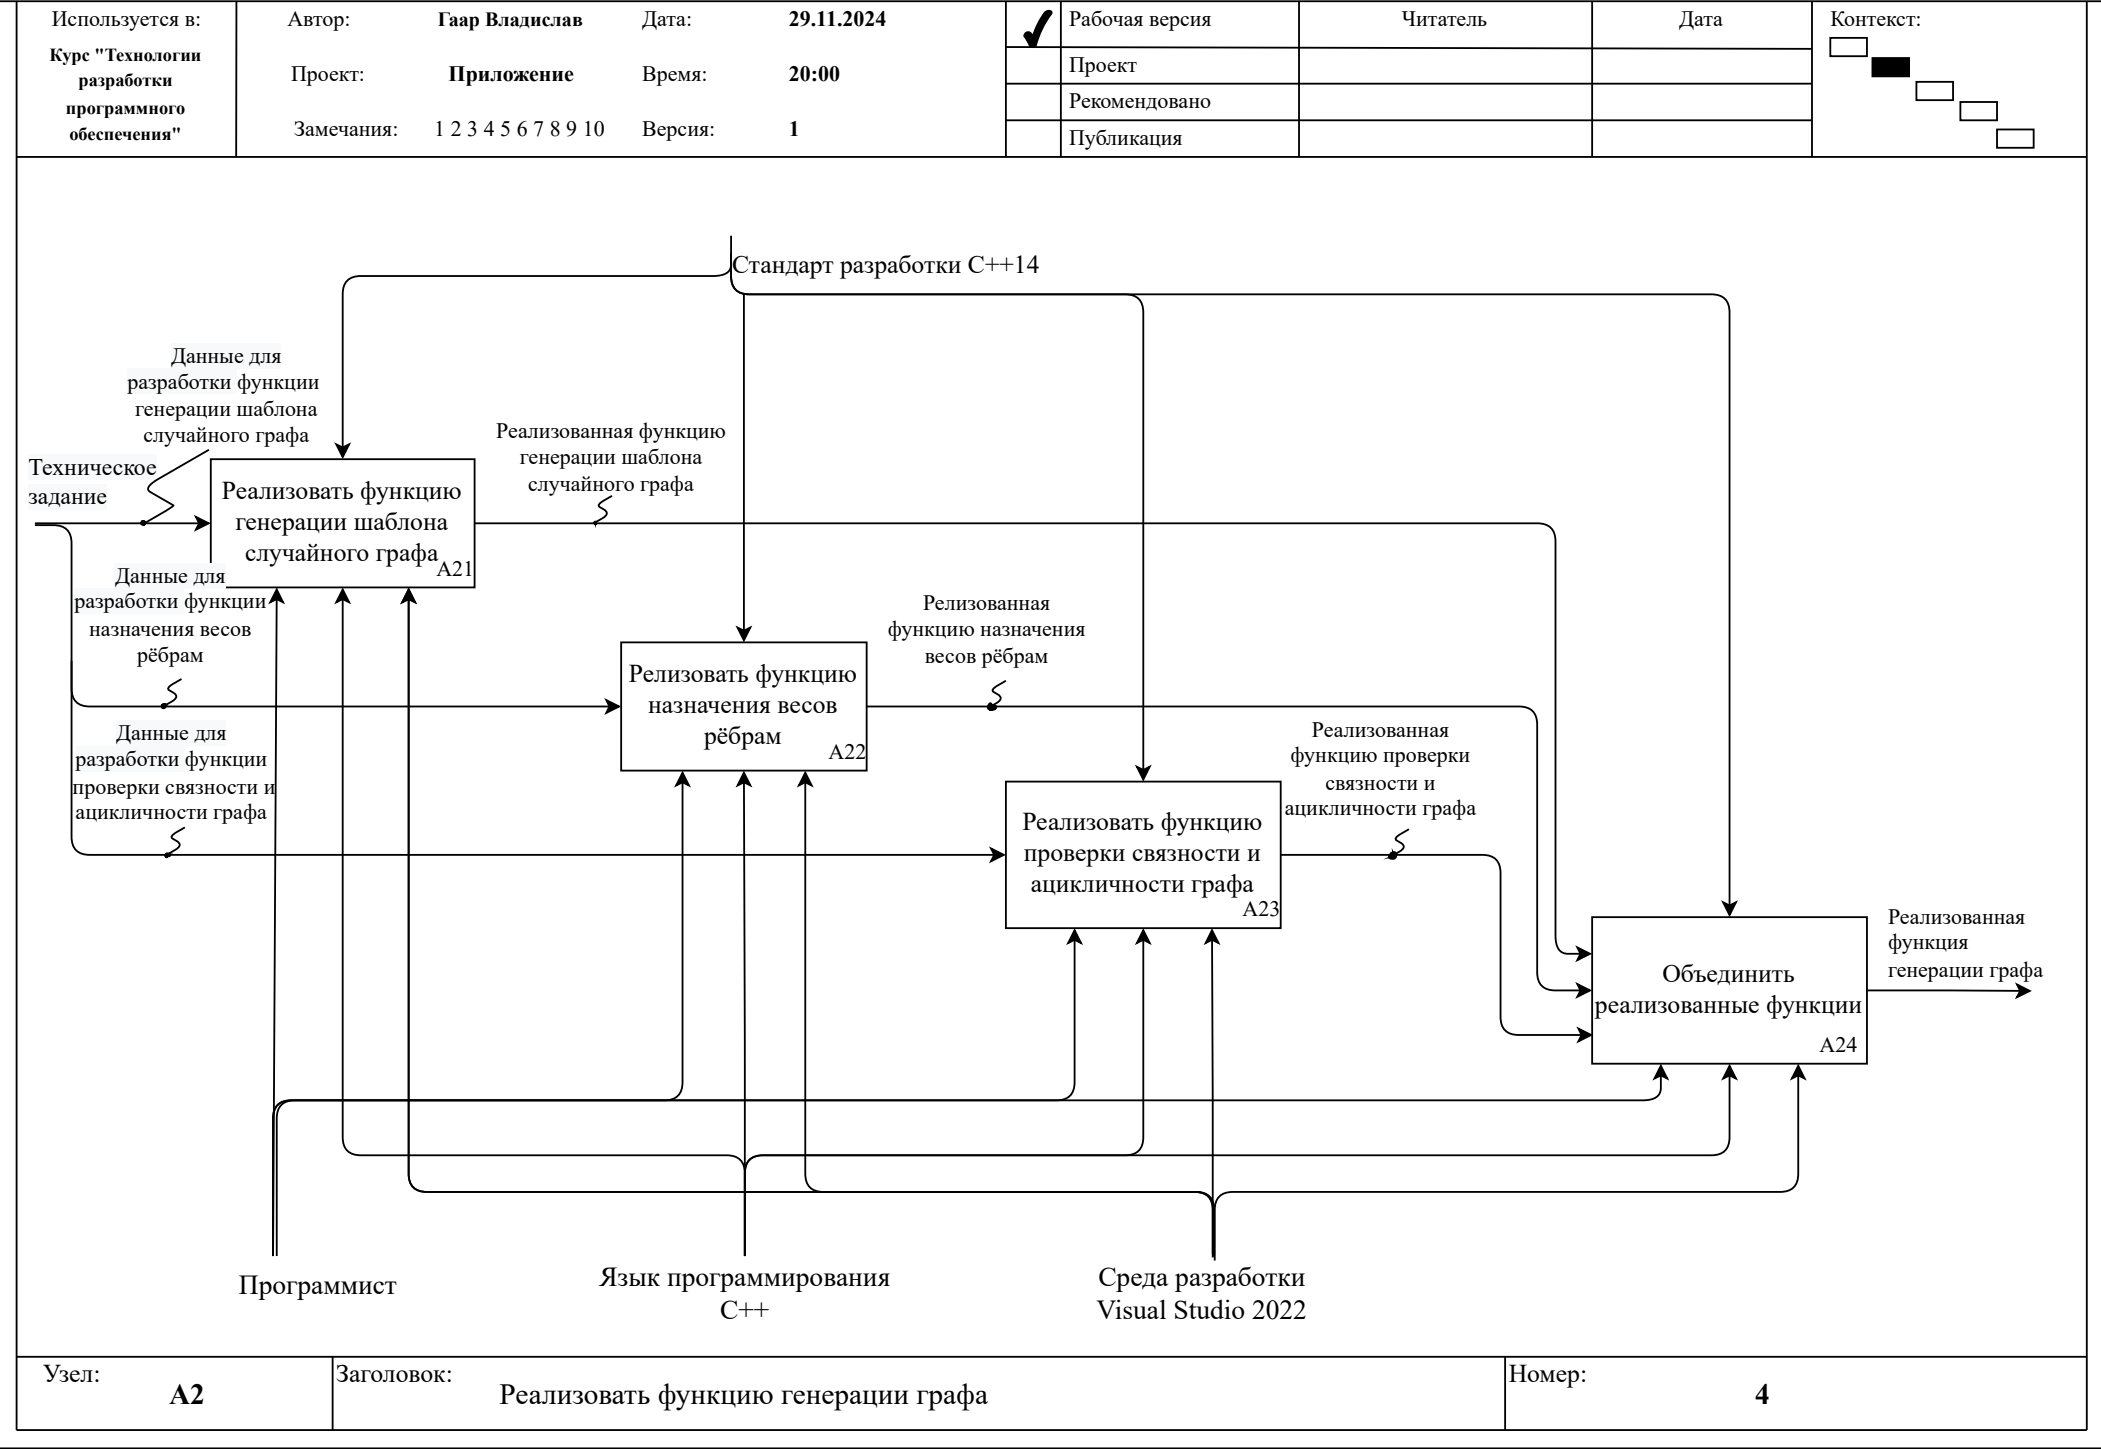 Используется в:
Курс "Технологии
разработки
программного
обеспечения"
Автор:
Гаар Владислав
Дата:
29.11.2024
Проект:
Приложение
Время:
20:00
Замечания:
1 2 3 4 5 6 7 8 9 10
Версия:
1
Рабочая версия
Проект
Рекомендовано
Публикация
Читатель
Дата
Контекст:
Стандарт разработки C++14
Данные для
разработки функции
генерации шаблона
случайного графа
Техническое
задание
Реализовать функцию
генерации шаблона
случайного графа
A21
Реализованная функцию
генерации шаблона
случайного графа
Данные для
разработки функции
назначения весов
рёбрам
Релизовать функцию
назначения весов
рёбрам
A22
Релизованная
функцию назначения
весов рёбрам
Данные для
разработки функции
проверки связности и
ацикличности графа
Реализовать функцию
проверки связности и
ацикличности графа
A23
Реализованная
функцию проверки
связности и
ацикличности графа
Объединить
реализованные функции
A24
Реализованная
функция
генерации графа
Программист
Язык программирования
C++
Среда разработки
Visual Studio 2022
Узел:
A2
Заголовок:
Реализовать функцию генерации графа
Номер:
4